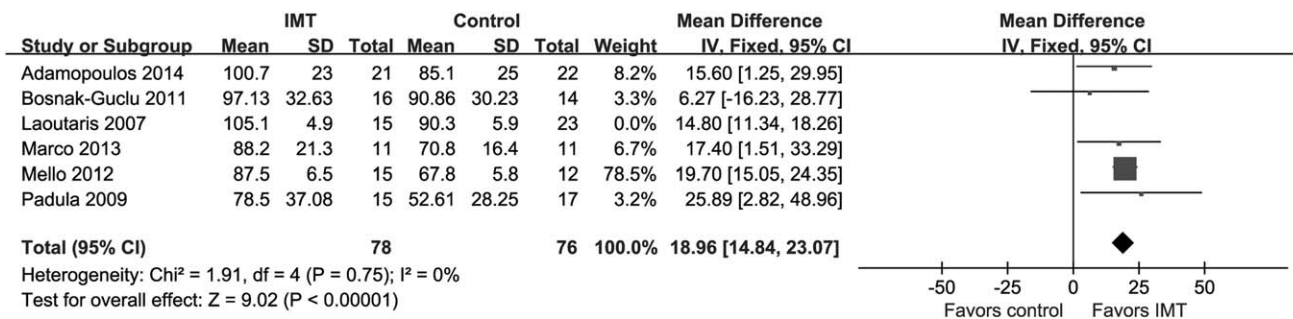 IMT Control Mean Difference Mean Difference
Study or Subgroup Mean SD Total Mean SD Total Weight IV, Fixed, 95% CI IV, Fixed, 95% CI
Adamopoulos 2014 100.7 23 21 85.1 25 22 8.2% 15.60 [1.25, 29.95]
Bosnak-Guclu 2011 97.13 32.63 16 90.86 30.23 14 3.3% 6.27 [-16.23, 28.77]
Laoutaris 2007 105.1 4.9 15 90.3 5.9 23 0.0% 14.80 [11.34, 18.26]
Marco 2013 88.2 21.3 11 70.8 16.4 11 6.7% 17.40 [1.51, 33.29]
Mello 2012 87.5 6.5 15 67.8 5.8 12 78.5% 19.70 [15.05, 24.35]
Padula 2009 78.5 37.08 15 52.61 28.25 17 3.2% 25.89 [2.82, 48.96]
Total (95% CI) 78 76 100.0% 18.96 [14.84, 23.07]
Heterogeneity: Chi² = 1.91, df = 4 (P = 0.75); I² = 0%
Test for overall effect: Z = 9.02 (P < 0.00001)
-50 -25 0 25 50
Favors control Favors IMT